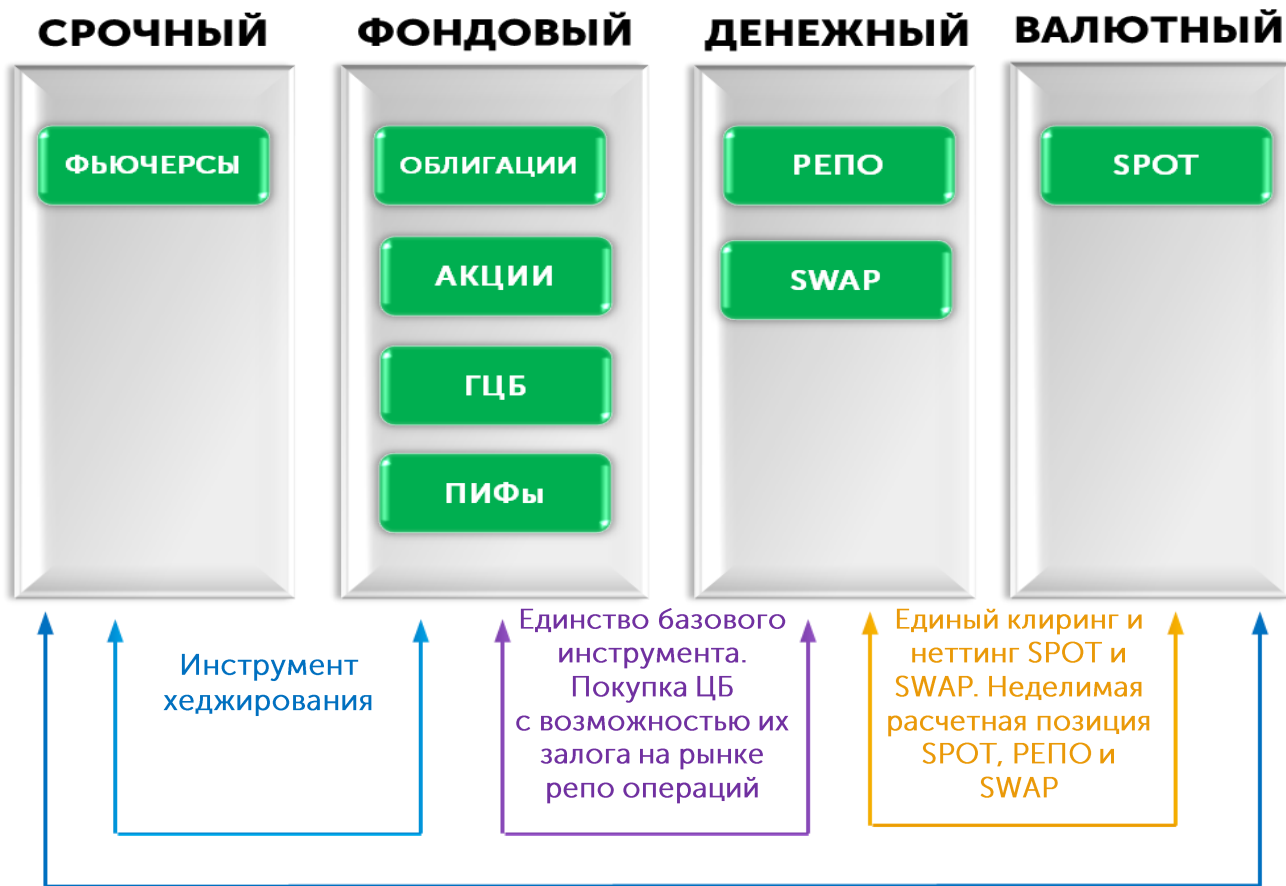 СРОЧНЫЙ
ФОНДОВЫЙ
ДЕНЕЖНЫЙ
ВАЛЮТНЫЙ
ФЬЮЧЕРСЫ
ОБЛИГАЦИИ
АКЦИИ
ГЦБ
ПИФы
РЕПО
SWAP
SPOT
Инструмент
хеджирования
Единство базового
инструмента.
Покупка ЦБ
с возможностью их
залога на рынке
репо операций
Единый клиринг и
неттинг SPOT и
SWAP. Неделимая
расчетная позиция
SPOT, РЕПО и
SWAP